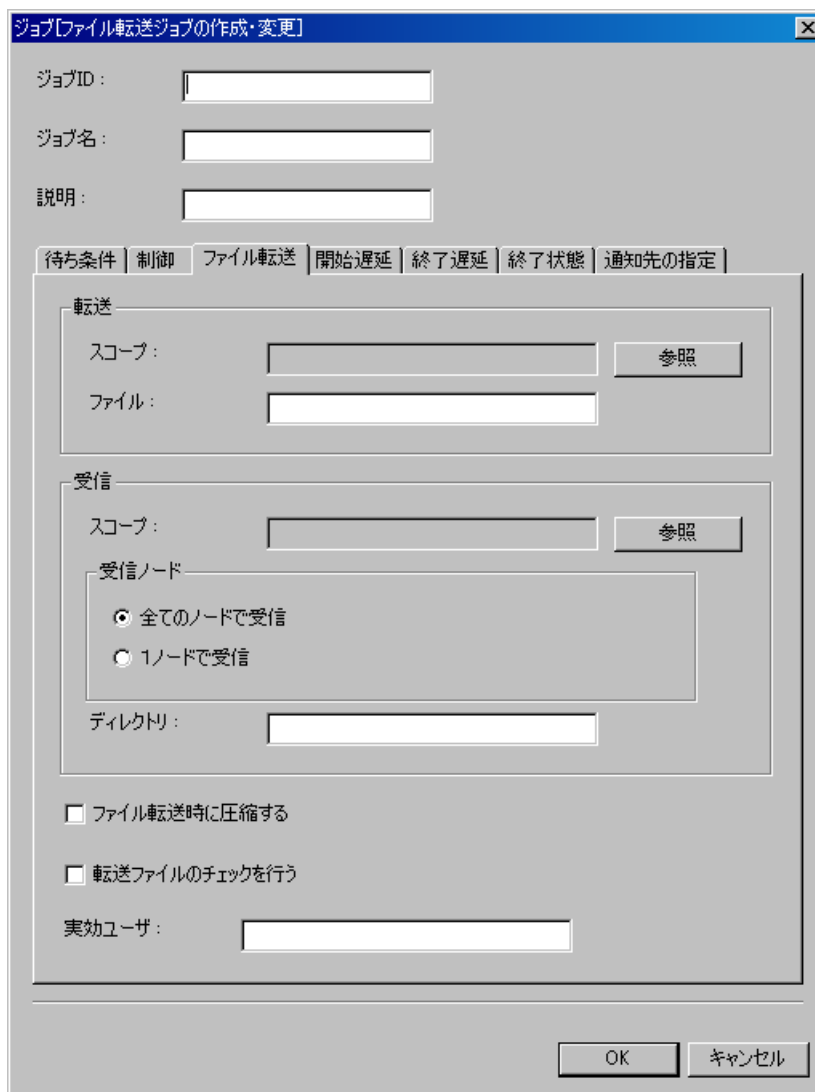 ジョブ[ファイル転送ジョブの作成・変更]
ジョブID：
ジョブ名：
説明：
待ち条件 制御 ファイル転送 開始遅延 終了遅延 終了状態 通知先の指定
転送
スコープ： 参照
ファイル：
受信
スコープ： 参照
受信ノード
全てのノードで受信
1ノードで受信
ディレクトリ：
ファイル転送時に圧縮する
転送ファイルのチェックを行う
実効ユーザ：
OK キャンセル